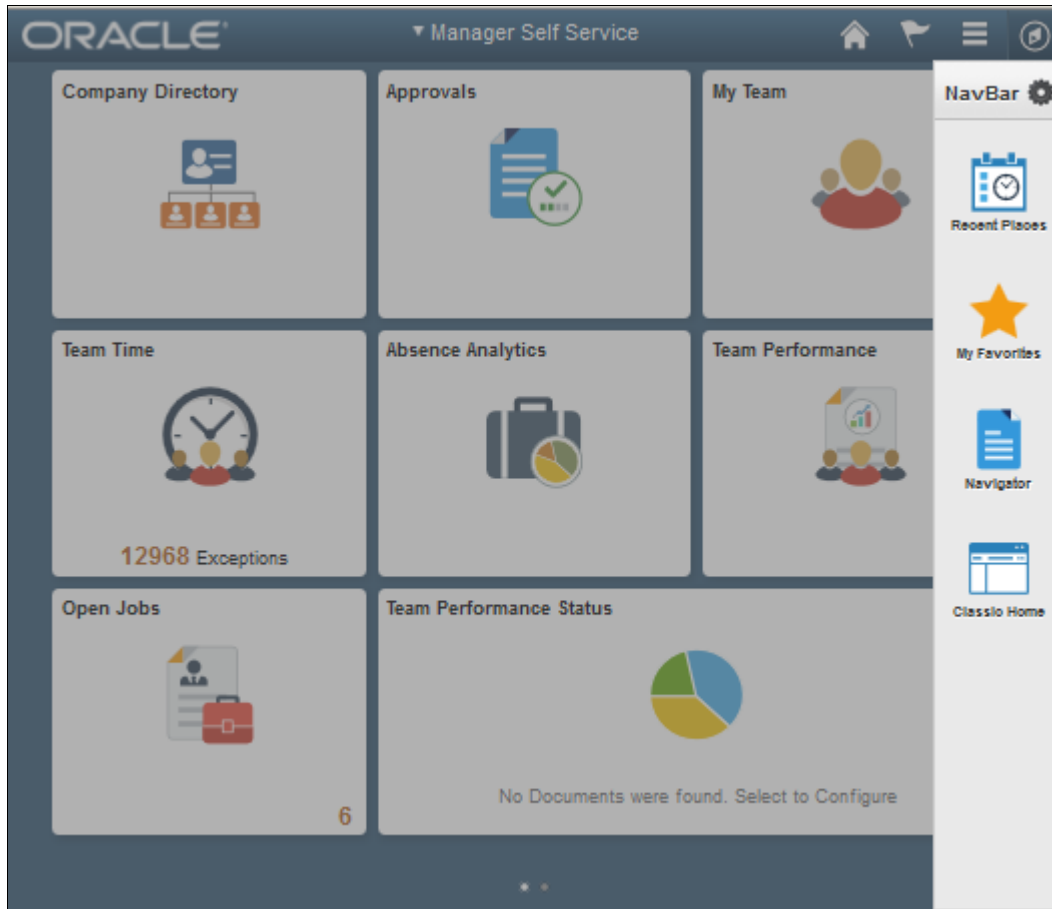 ORACLE
Manager Self Service
NavBar
Company Directory
Approvals
My Team
Recent Places
My Favorites
Team Time
Absence Analytics
Team Performance
12968 Exceptions
Navigator
Classic Home
Open Jobs
Team Performance Status
No Documents were found. Select to Configure
6